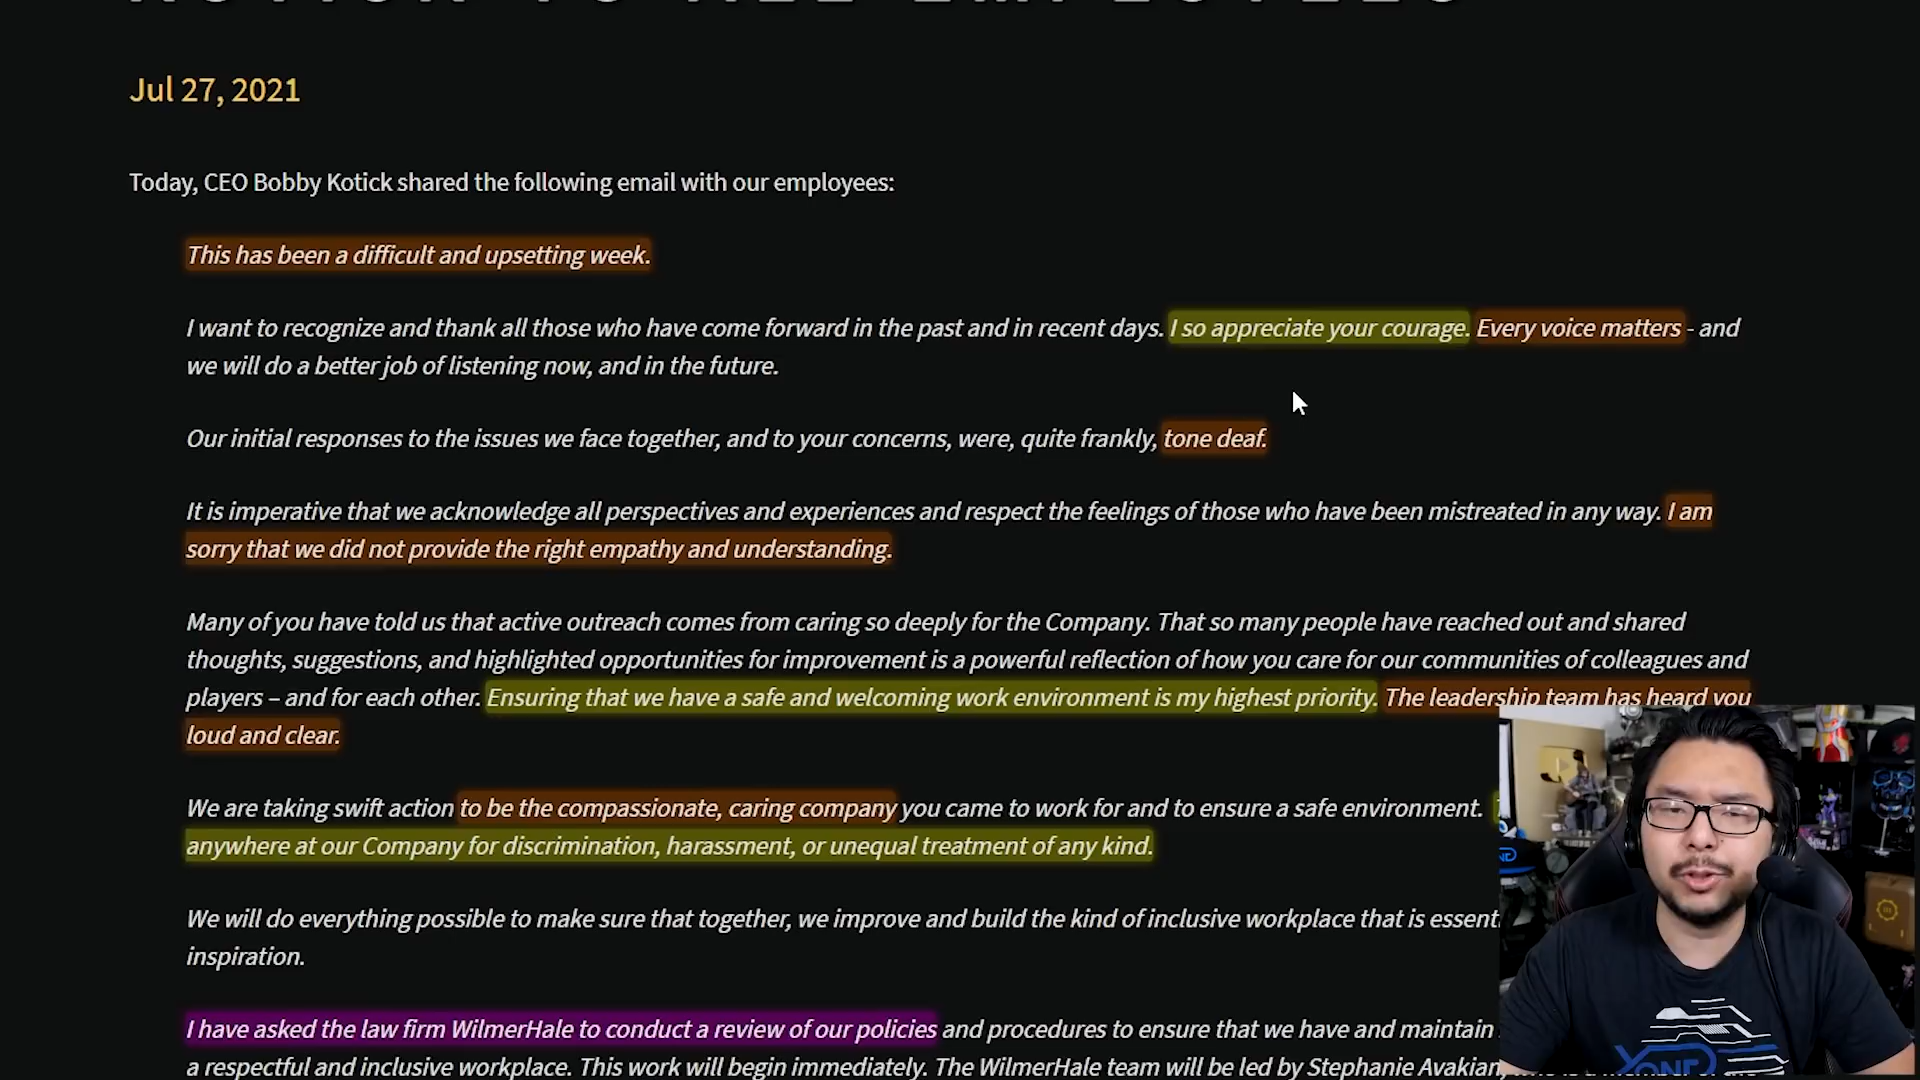 Jul 27, 2021
Today, CEO Bobby Kotick shared the following email with our employees:
This has been a difficult and upsetting week.
I want to recognize and thank all those who have come forward in the past and in recent days. I so appreciate your courage. Every voice matters - and
we will do a better job of listening now, and in the future.
Our initial responses to the issues we face together, and to your concerns, were, quite frankly, tone deaf.
It is imperative that we acknowledge all perspectives and experiences and respect the feelings of those who have been mistreated in any way. I am
sorry that we did not provide the right empathy and understanding.
Many of you have told us that active outreach comes from caring so deeply for the Company. That so many people have reached out and shared
thoughts, suggestions, and highlighted opportunities for improvement is a powerful reflection of how you care for our communities of colleagues and
players – and for each other. Ensuring that we have a safe and welcoming work environment is my highest priority. The leadership team has heard you
loud and clear.
We are taking swift action to be the compassionate, caring company you came to work for and to ensure a safe environment.
anywhere at our Company for discrimination, harassment, or unequal treatment of any kind.
We will do everything possible to make sure that together, we improve and build the kind of inclusive workplace that is
inspiration.
I have asked the law firm WilmerHale to conduct a review of our policies and procedures to ensure that we have and maintain
a respectful and inclusive workplace. This work will begin immediately. The WilmerHale team will be led by Stephanie Avakian,